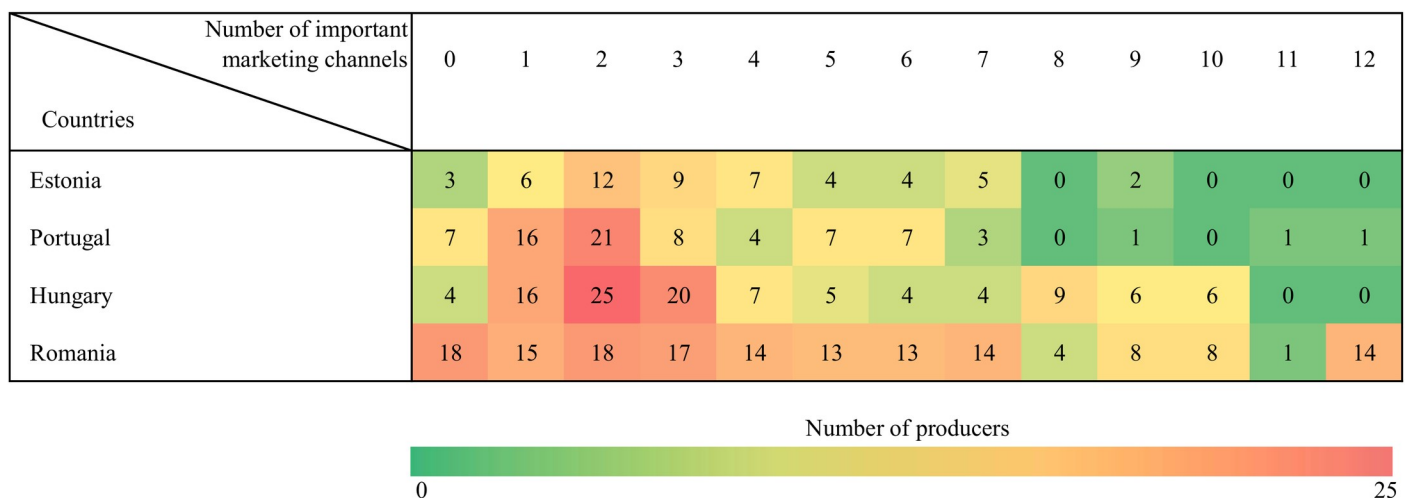 Number of important
marketing channels
0 1 2 3 4 5 6 7 8 9 10 11 12
Countries
Estonia 3 6 12 9 7 4 4 5 0 2 0 0 0
Portugal 7 16 21 8 4 7 7 3 0 1 0 1 1
Hungary 4 16 25 20 7 5 4 4 9 6 6 0 0
Romania 18 15 18 17 14 13 13 14 4 8 8 1 14
Number of producers
0 25